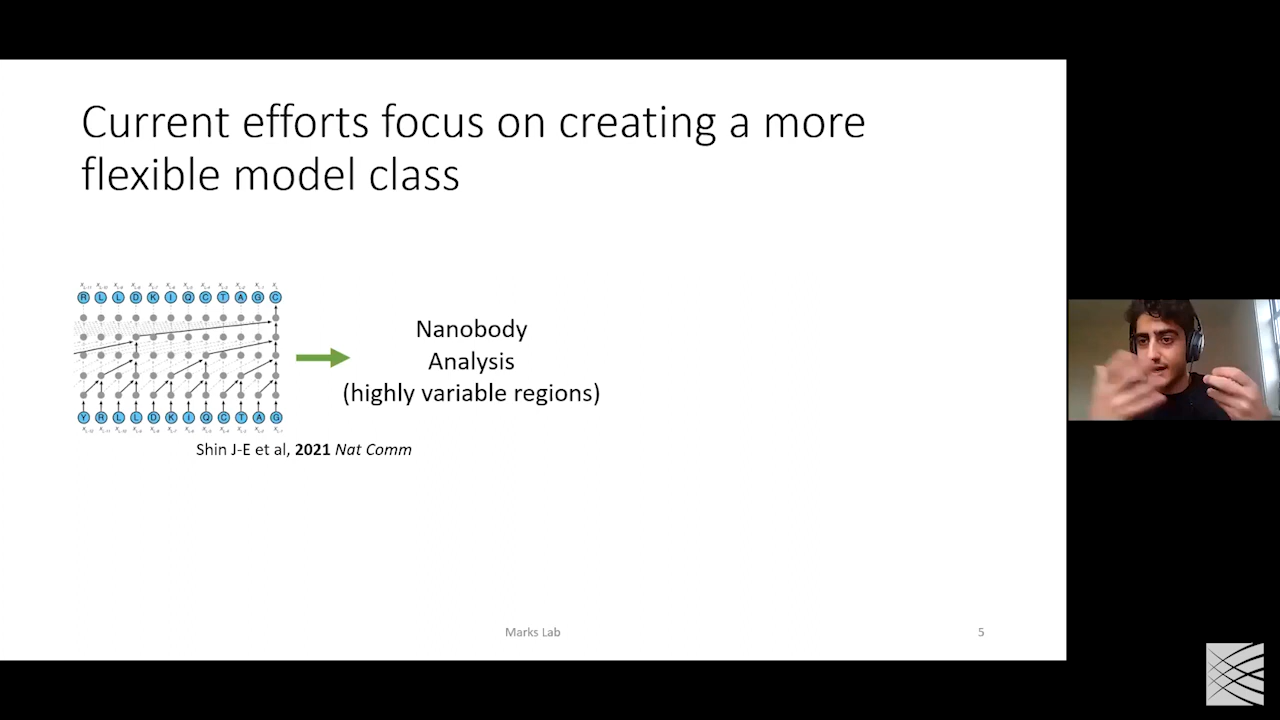 Current efforts focus on creating a more
flexible model class
R L L D K I Q C T A G C
Y R L L D K I Q C T A G
Nanobody
Analysis
(highly variable regions)
Shin J-E et al, 2021 Nat Comm
Marks Lab
5